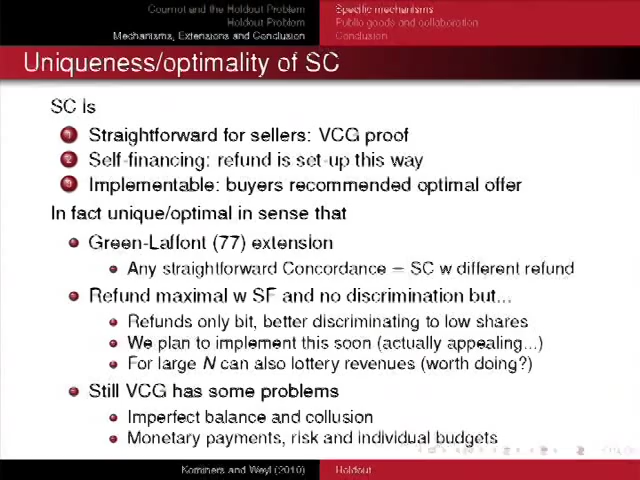 Cournot and the Holdout Problem
Holdout Problem
Mechanisms, Extensions and Conclusion
Specific mechanisms
Public goods and collaboration
Conclusion
Uniqueness/optimality of SC
SC is
1 Straightforward for sellers: VCG proof
2 Self-financing: refund is set-up this way
3 Implementable: buyers recommended optimal offer
In fact unique/optimal in sense that
Green-Laffont (77) extension
Any straightforward Concordance = SC w different refund
Refund maximal w SF and no discrimination but...
Refunds only bit, better discriminating to low shares
We plan to implement this soon (actually appealing...)
For large N can also lottery revenues (worth doing?)
Still VCG has some problems
Imperfect balance and collusion
Monetary payments, risk and individual budgets
Kominers and Weyl (2010)
Holdout